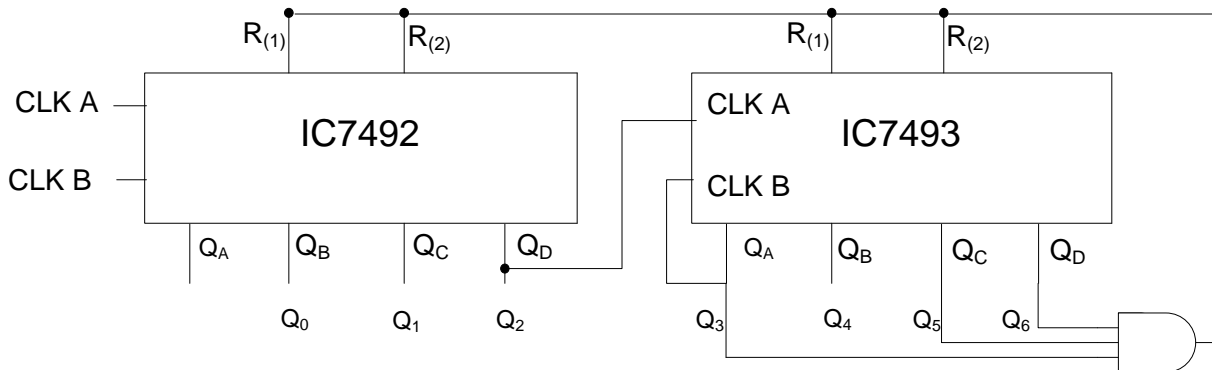 R(1) R(2) R(1) R(2)
CLK A IC7492 CLK A IC7493
CLK B CLK B
QA QB QC QD QA QB QC QD
Q0 Q1 Q2 Q3 Q4 Q5 Q6